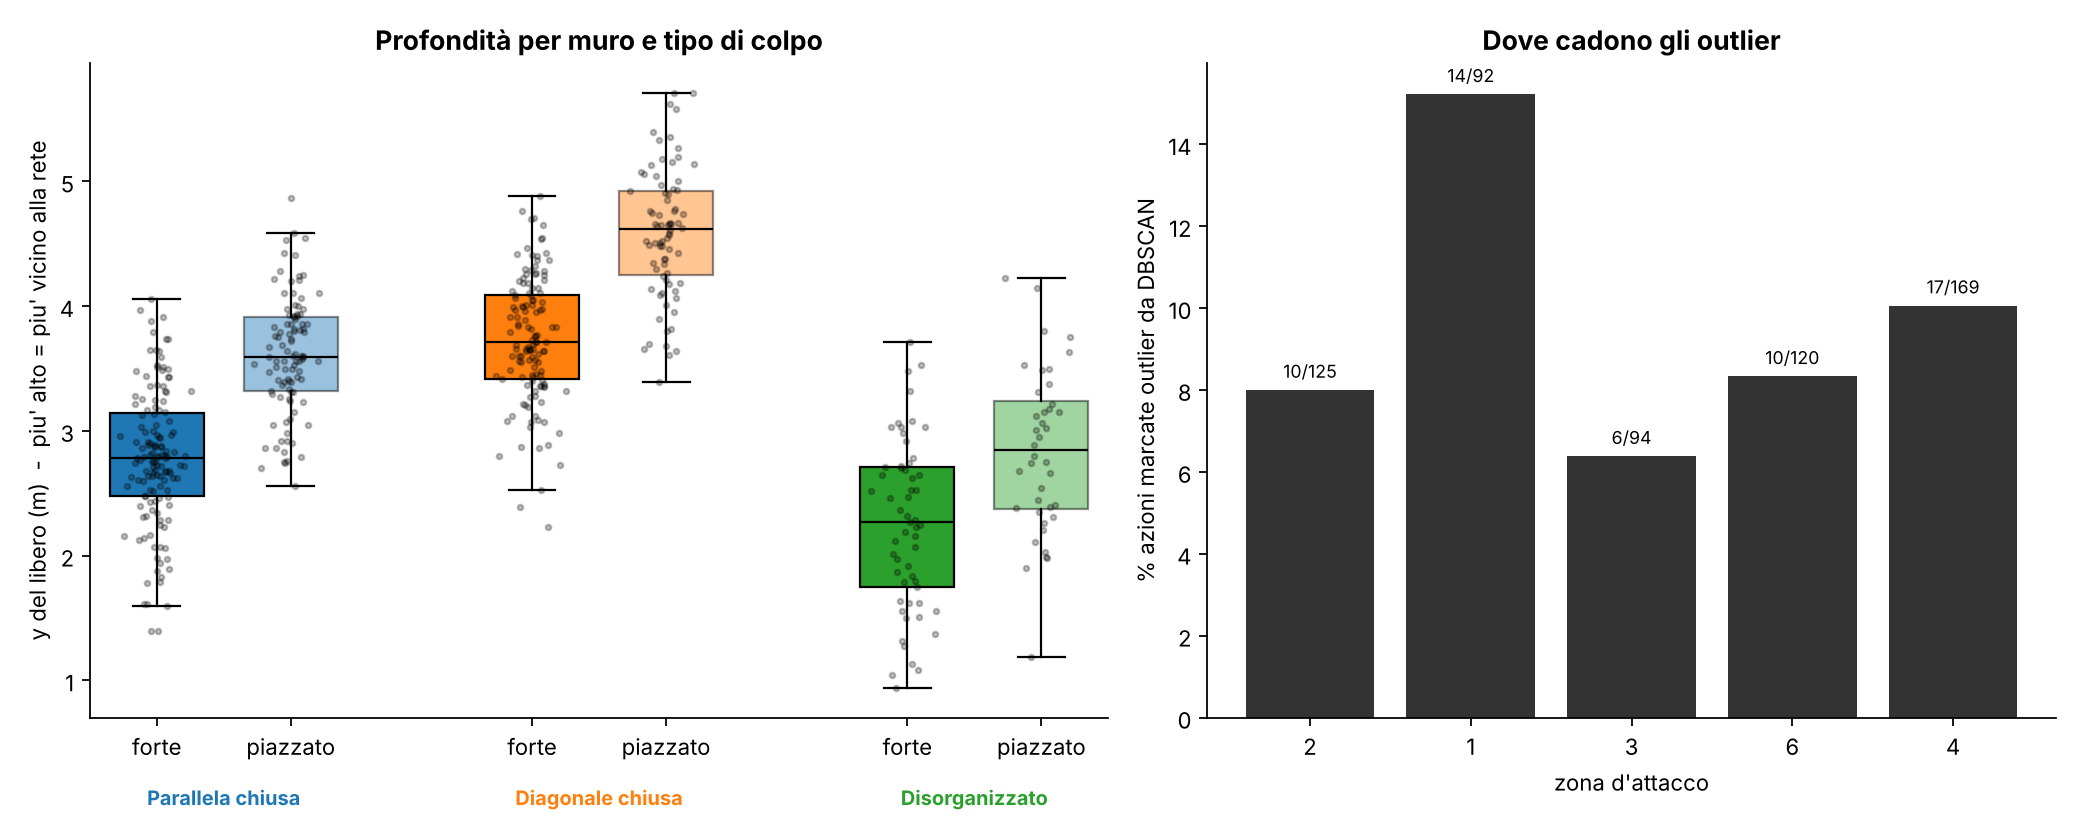 Profondità per muro e tipo di colpo
y del libero (m)  -  piu' alto = piu' vicino alla rete
5
4
3
2
1
forte
piazzato
forte
piazzato
forte
piazzato
Parallela chiusa
Diagonale chiusa
Disorganizzato
Dove cadono gli outlier
% azioni marcate outlier da DBSCAN
14
12
10
8
6
4
2
0
10/125
14/92
6/94
10/120
17/169
2
1
3
6
4
zona d'attacco